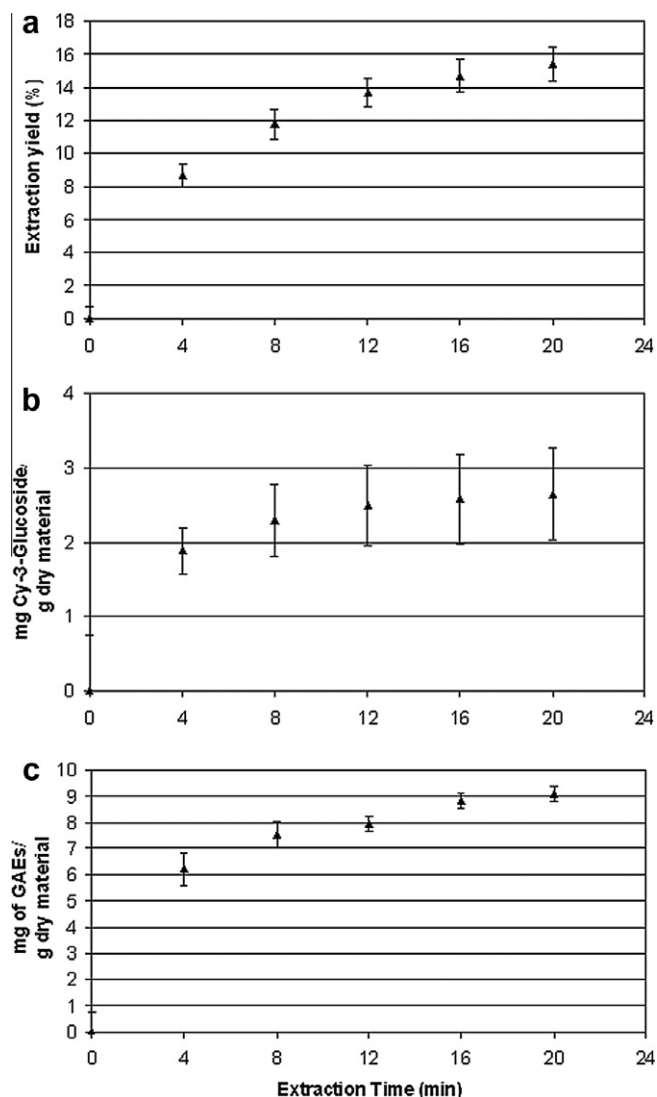 a
18
16
14
12
10
8
6
4
2
0
Extraction yield (%)
0 4 8 12 16 20 24
b
4
3
2
1
0
mg Cy-3-Glucoside/
g dry material
0 4 8 12 16 20 24
c
10
9
8
7
6
5
4
3
2
1
0
mg of GAEs/
g dry material
0 4 8 12 16 20 24
Extraction Time (min)